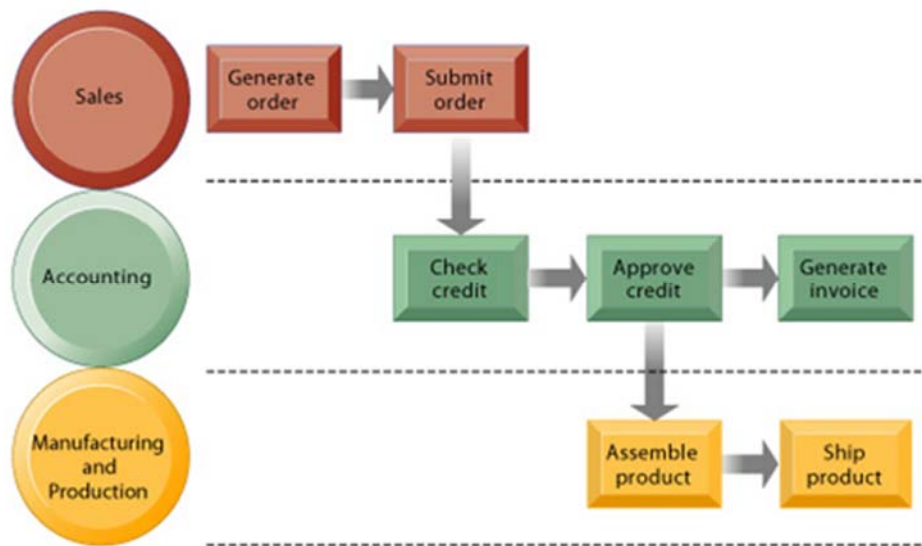 Sales
Generate
order
Submit
order
Accounting
Check
credit
Approve
credit
Generate
invoice
Manufacturing
and
Production
Assemble
product
Ship
product